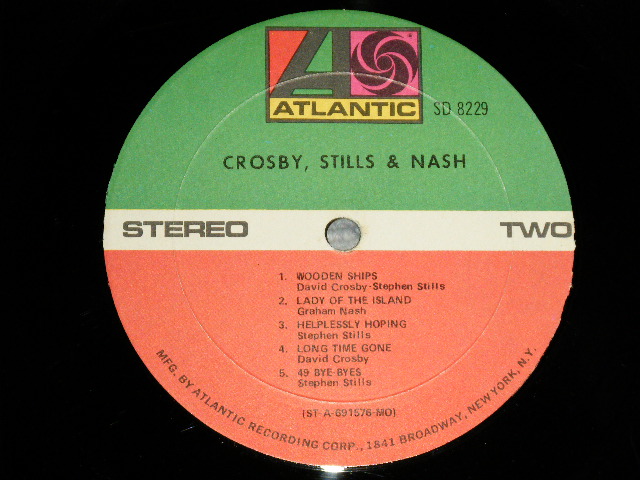 ATLANTIC
SD 8229
CROSBY, STILLS & NASH
STEREO
TWO
1. WOODEN SHIPS
David Crosby-Stephen Stills
2. LADY OF THE ISLAND
Graham Nash
3. HELPLESSLY HOPING
Stephen Stills
4. LONG TIME GONE
David Crosby
5. 49 BYE-BYES
Stephen Stills
(ST-A-691576-MO)
MFG. BY ATLANTIC RECORDING CORP., 1841 BROADWAY, NEW YORK, N.Y.